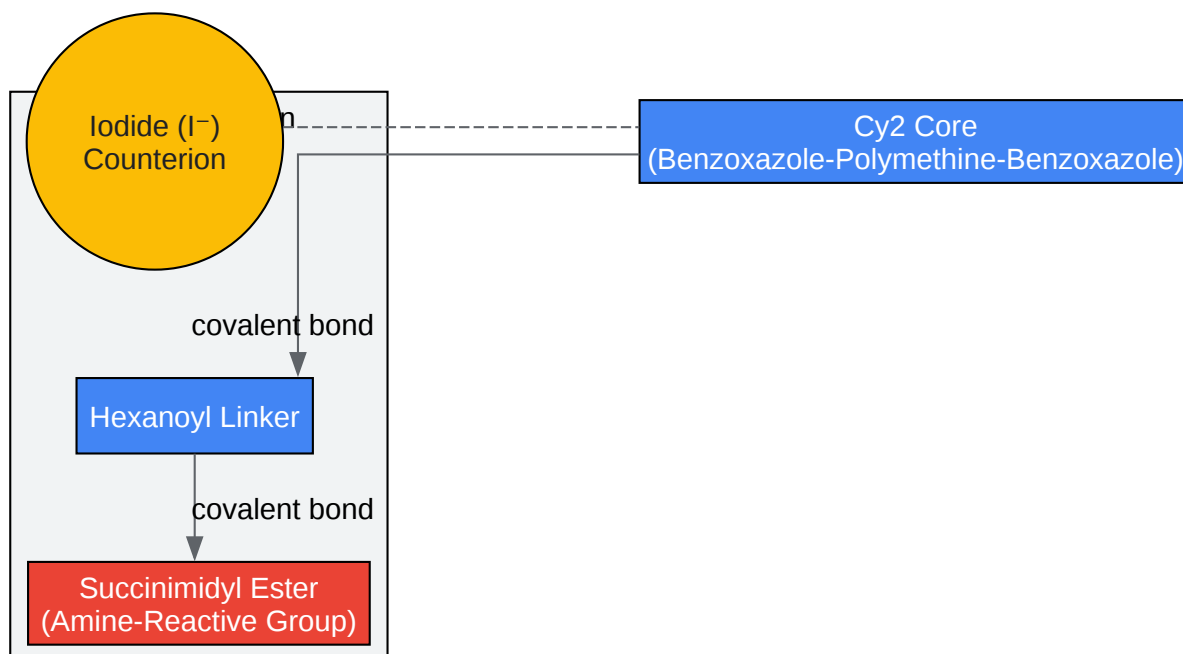 Iodide (I⁻)
Counterion
Cy2 Core
(Benzoxazole-Polymethine-Benzoxazole)
covalent bond
Hexanoyl Linker
covalent bond
Succinimidyl Ester
(Amine-Reactive Group)